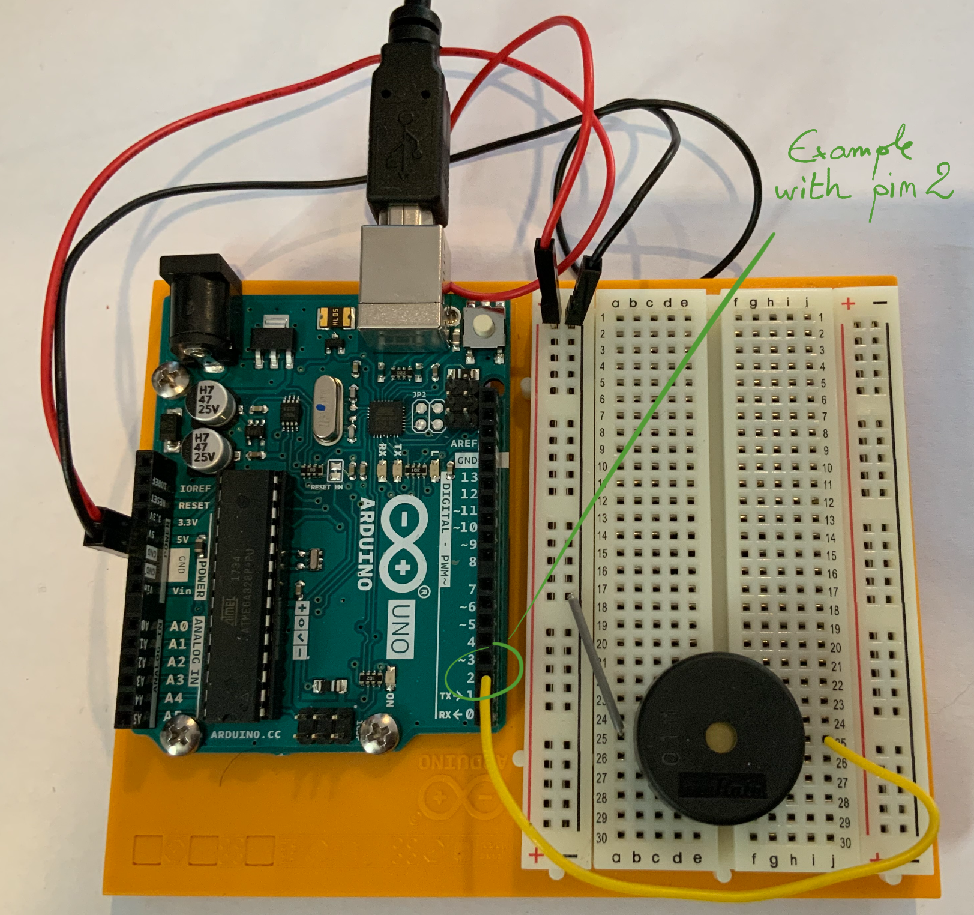 Example
with pin 2
a b c d e
f g h i j
+ −
1
2
3
4
5
6
7
8
9
10
11
12
13
14
15
16
17
18
19
20
21
22
23
24
25
26
27
28
29
30
a b c d e
f g h i j
+ −
+ −
H7
47
25V
H7
47
25V
JP2
RX
TX
L
RESET
AREF
GND
13
12
~11
~10
~9
8
7
~6
~5
4
~3
2
TX→1
RX←0
DIGITAL - PWM~
ARDUINO
UNO
®
IOREF
RESET
3.3V
5V
GND
Vin
POWER
A0
A1
A2
A3
A4
ANALOG IN
ON
ARDUINO.CC
ARDUINO